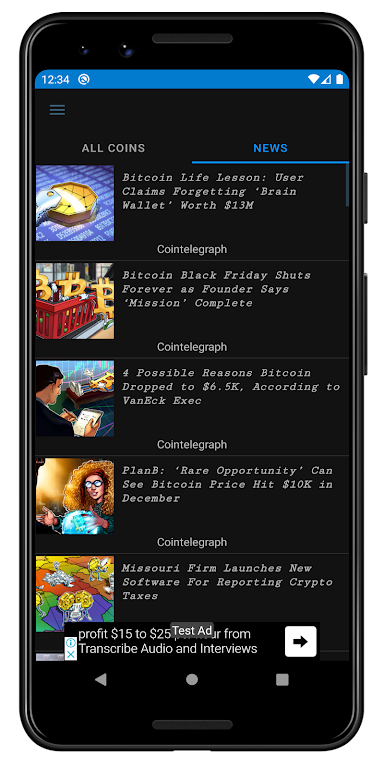 12:34
ALL COINS
NEWS
Bitcoin Life Lesson: User
Claims Forgetting ‘Brain
Wallet’ Worth $13M
Cointelegraph
Bitcoin Black Friday Shuts
Forever as Founder Says
‘Mission’ Complete
Cointelegraph
4 Possible Reasons Bitcoin
Dropped to $6.5K, According to
VanEck Exec
Cointelegraph
PlanB: ‘Rare Opportunity’ Can
See Bitcoin Price Hit $10K in
December
Cointelegraph
Missouri Firm Launches New
Software For Reporting Crypto
Taxes
Test Ad
profit $15 to $25 from
Transcribe Audio and Interviews